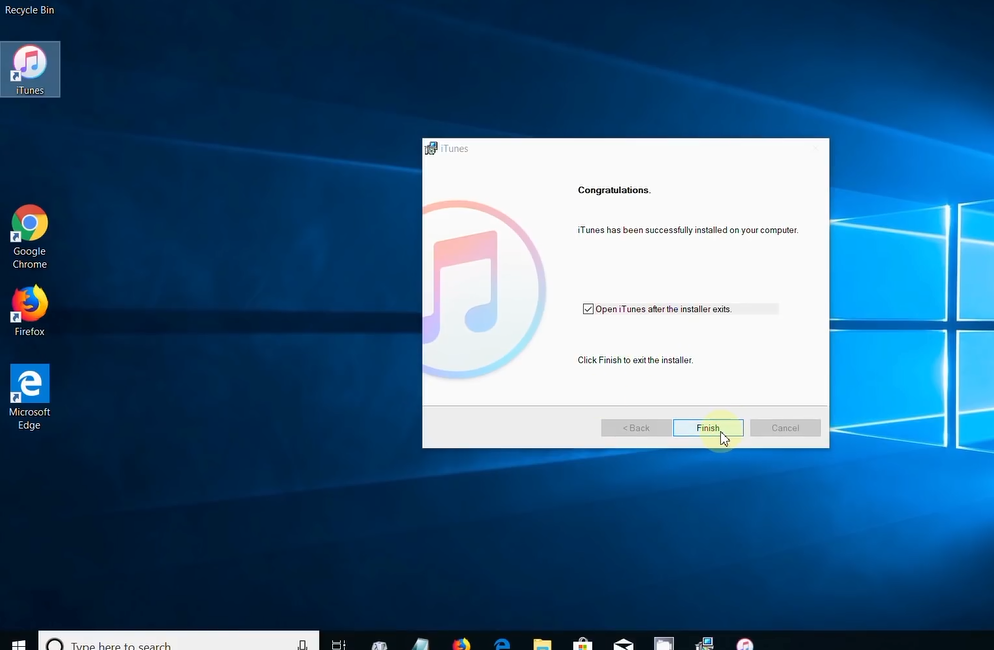 Recycle Bin
iTunes
Google
Chrome
Firefox
Microsoft
Edge
iTunes
Congratulations.
iTunes has been successfully installed on your computer.
Open iTunes after the installer exits.
Click Finish to exit the installer.
< Back
Finish
Cancel
Type here to search